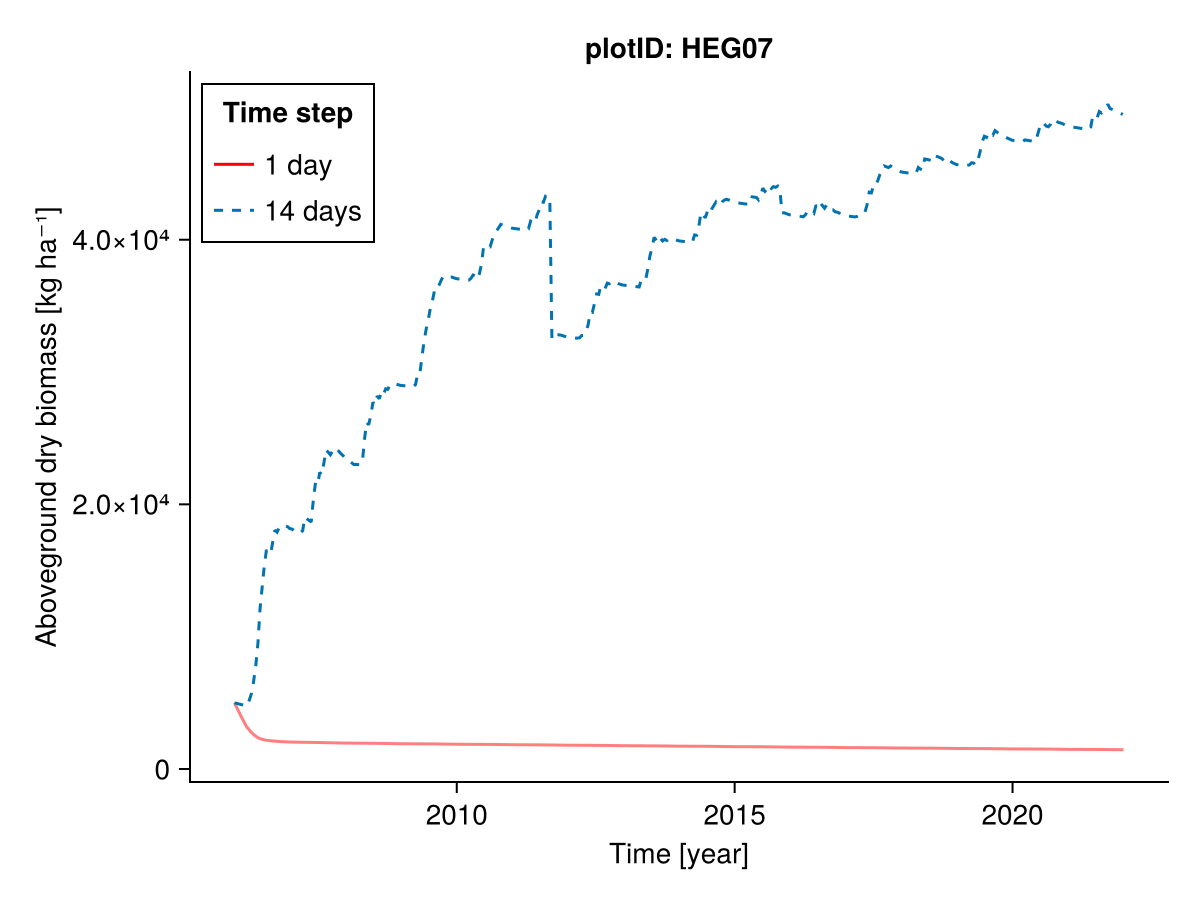 plotID: HEG07
Time step
1 day
14 days
Aboveground dry biomass [kg ha⁻¹]
4.0×10⁴
2.0×10⁴
0
2010 2015 2020
Time [year]